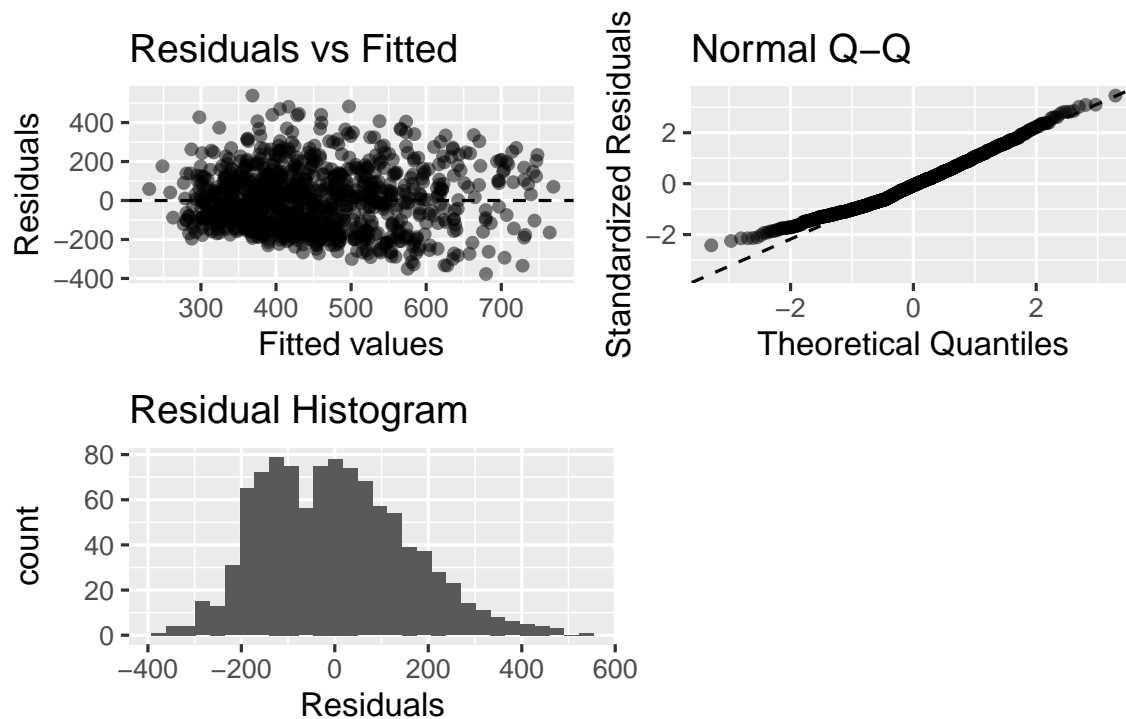 Residuals vs Fitted
Residuals
400
200
0
−200
−400
300 400 500 600 700
Fitted values
Normal Q−Q
Standardized Residuals
2
0
−2
−2 0 2
Theoretical Quantiles
Residual Histogram
count
80
60
40
20
0
−400 −200 0 200 400 600
Residuals